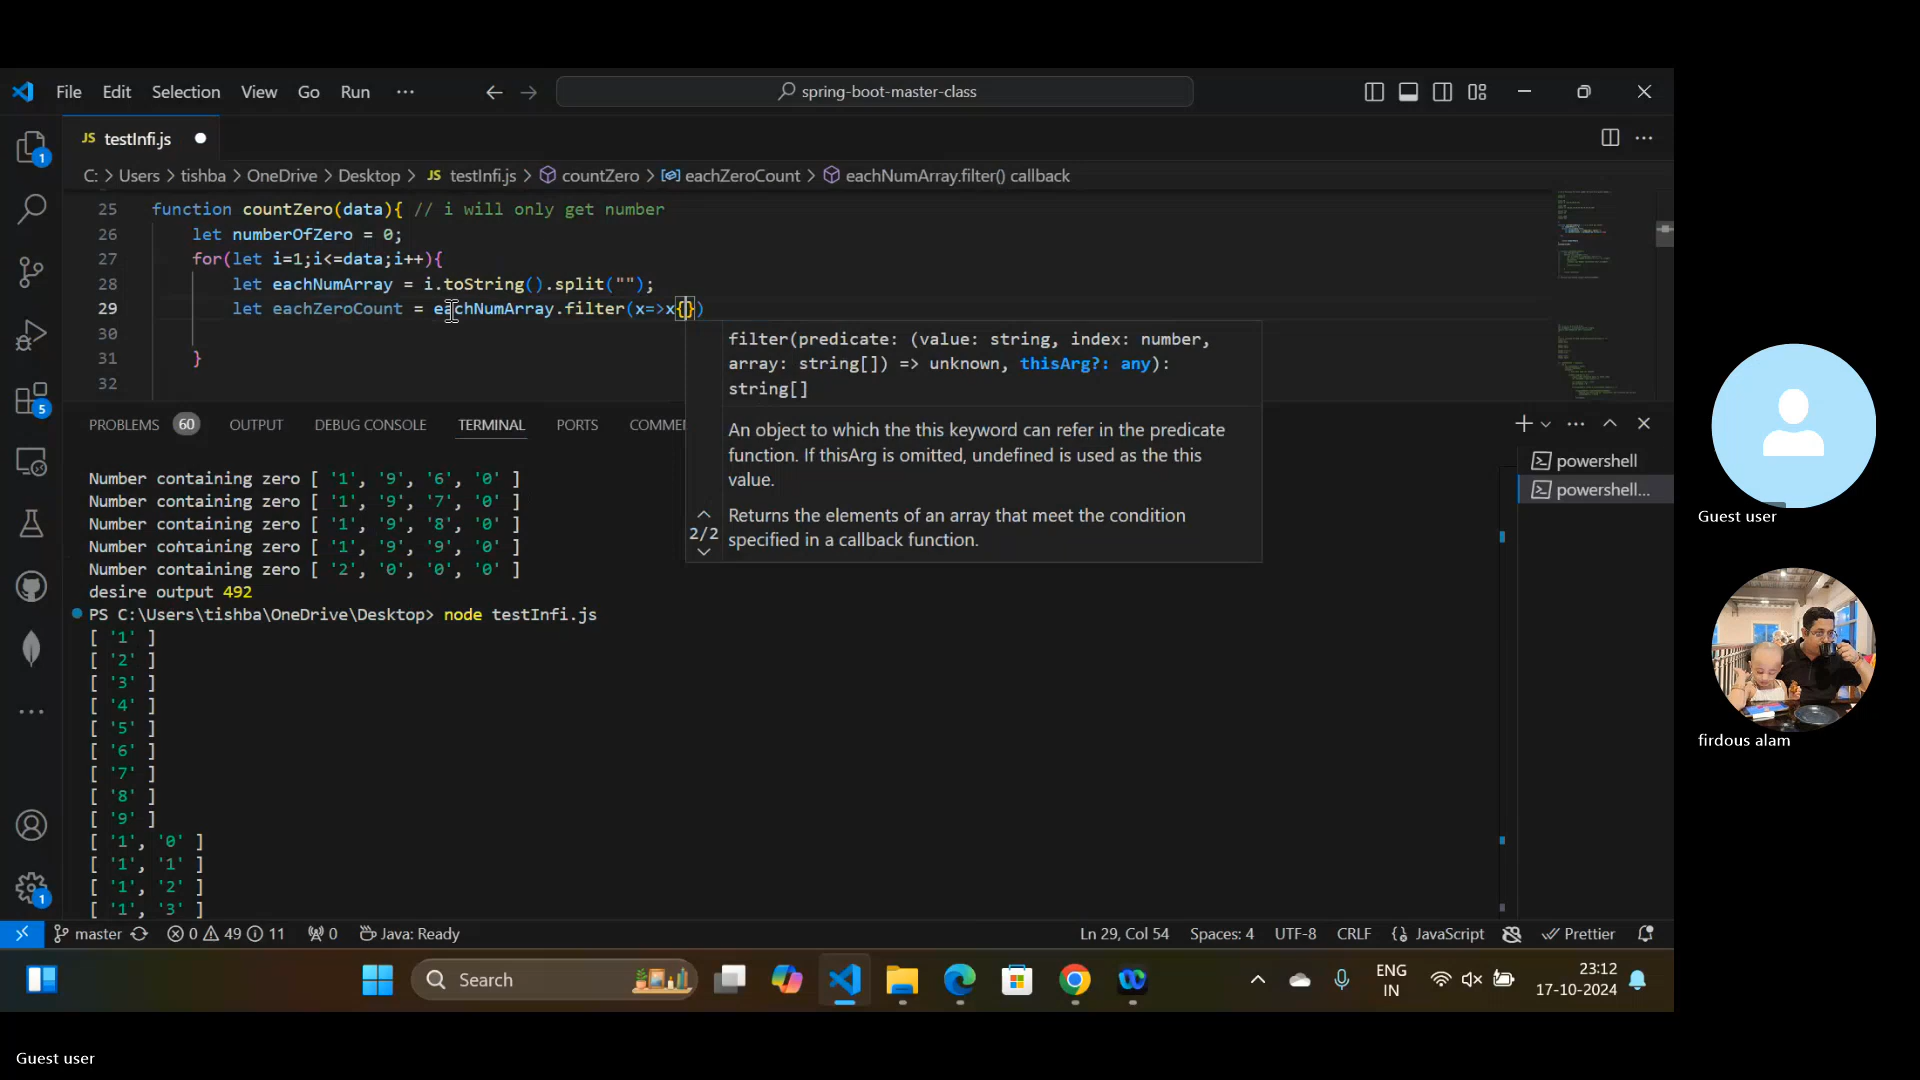 File Edit Selection View Go Run ··· spring-boot-master-class
JS testInfi.js
C: > Users > tishba > OneDrive > Desktop > JS testInfi.js > countZero > eachZeroCount > eachNumArray.filter() callback
25 function countZero(data){ // i will only get number
26 let numberOfZero = 0;
27 for(let i=1;i<=data;i++){
28 let eachNumArray = i.toString().split("");
29 let eachZeroCount = eachNumArray.filter(x=>x{})
30
31 }
32
filter(predicate: (value: string, index: number,
array: string[]) => unknown, thisArg?: any):
string[]
An object to which the this keyword can refer in the predicate
function. If thisArg is omitted, undefined is used as the this
value.
Returns the elements of an array that meet the condition
specified in a callback function.
2/2
PROBLEMS 60 OUTPUT DEBUG CONSOLE TERMINAL PORTS COMME
powershell
powershell...
Number containing zero [ '1', '9', '6', '0' ]
Number containing zero [ '1', '9', '7', '0' ]
Number containing zero [ '1', '9', '8', '0' ]
Number containing zero [ '1', '9', '9', '0' ]
Number containing zero [ '2', '0', '0', '0' ]
desire output 492
PS C:\Users\tishba\OneDrive\Desktop> node testInfi.js
[ '1' ]
[ '2' ]
[ '3' ]
[ '4' ]
[ '5' ]
[ '6' ]
[ '7' ]
[ '8' ]
[ '9' ]
[ '1', '0' ]
[ '1', '1' ]
[ '1', '2' ]
[ '1', '3' ]
1
5
1
master 0 49 11 0 Java: Ready Ln 29, Col 54 Spaces: 4 UTF-8 CRLF {} JavaScript Prettier
Search ENG IN 23:12 17-10-2024
Guest user
firdous alam
Guest user